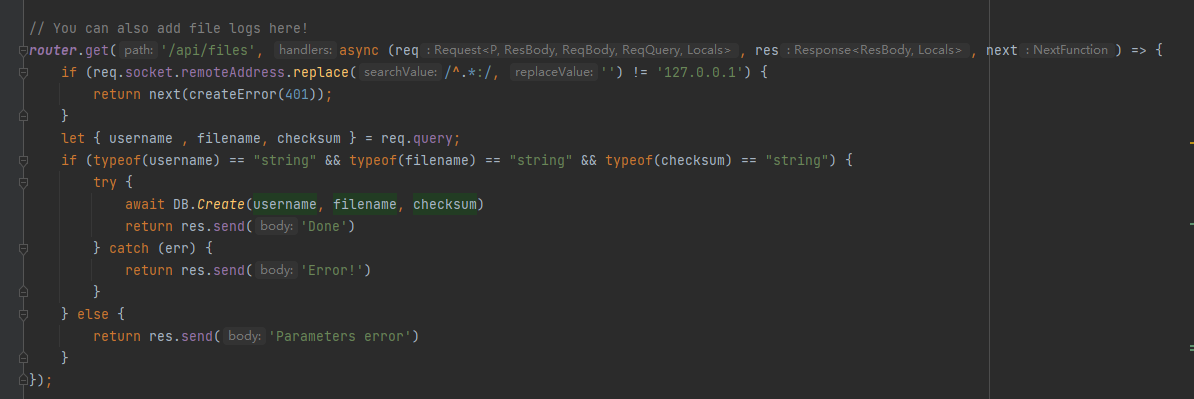 // You can also add file logs here!
router.get( path: '/api/files', handlers: async (req : Request<P, ResBody, ReqBody, ReqQuery, Locals> , res : Response<ResBody, Locals> , next : NextFunction ) => {
    if (req.socket.remoteAddress.replace( searchValue: /^.*:/, replaceValue: '') != '127.0.0.1') {
        return next(createError(401));
    }
    let { username , filename, checksum } = req.query;
    if (typeof(username) == "string" && typeof(filename) == "string" && typeof(checksum) == "string") {
        try {
            await DB.Create(username, filename, checksum)
            return res.send( body: 'Done')
        } catch (err) {
            return res.send( body: 'Error!')
        }
    } else {
        return res.send( body: 'Parameters error')
    }
});